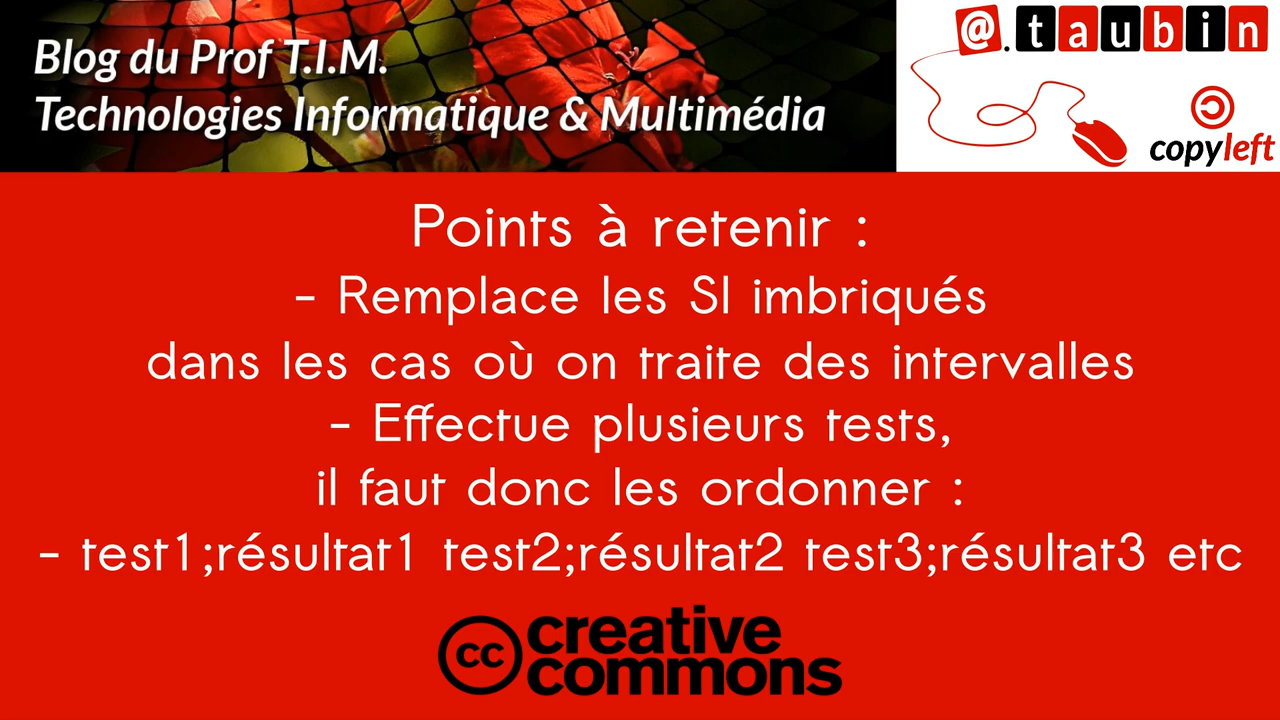 Blog du Prof T.I.M.
Technologies Informatique & Multimédia
@.taubin
copyleft
Points à retenir :
- Remplace les SI imbriqués
dans les cas où on traite des intervalles
- Effectue plusieurs tests,
il faut donc les ordonner :
- test1;résultat1 test2;résultat2 test3;résultat3 etc
cc creative
commons